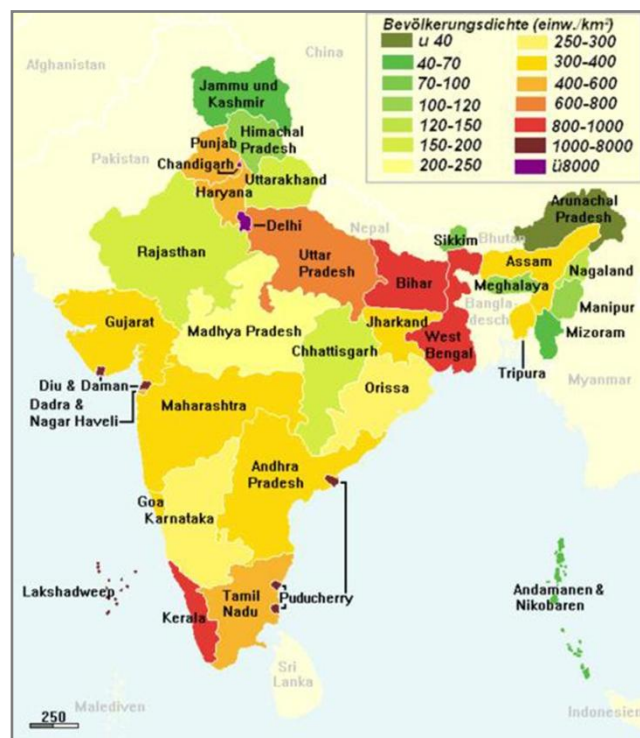 Bevölkerungsdichte (einw./km²)
u 40
40-70
70-100
100-120
120-150
150-200
200-250
250-300
300-400
400-600
600-800
800-1000
1000-8000
ü8000
Afghanistan
China
Jammu und
Kashmir
Himachal
Pradesh
Punjab
Pakistan
Chandigarh
Uttarakhand
Haryana
Delhi
Nepal
Arunachal
Pradesh
Sikkim
Bhutan
Assam
Rajasthan
Uttar
Pradesh
Nagaland
Bihar
Meghalaya
Bangla-
desch
Manipur
Gujarat
Madhya Pradesh
Jharkand
West
Bengal
Mizoram
Chhattisgarh
Tripura
Diu & Daman
Orissa
Myanmar
Dadra &
Nagar Haveli
Maharashtra
Andhra
Pradesh
Goa
Karnataka
Lakshadweep
Kerala
Tamil
Nadu
Puducherry
Andamanen &
Nikobaren
Sri
Lanka
Malediven
Indonesien
250